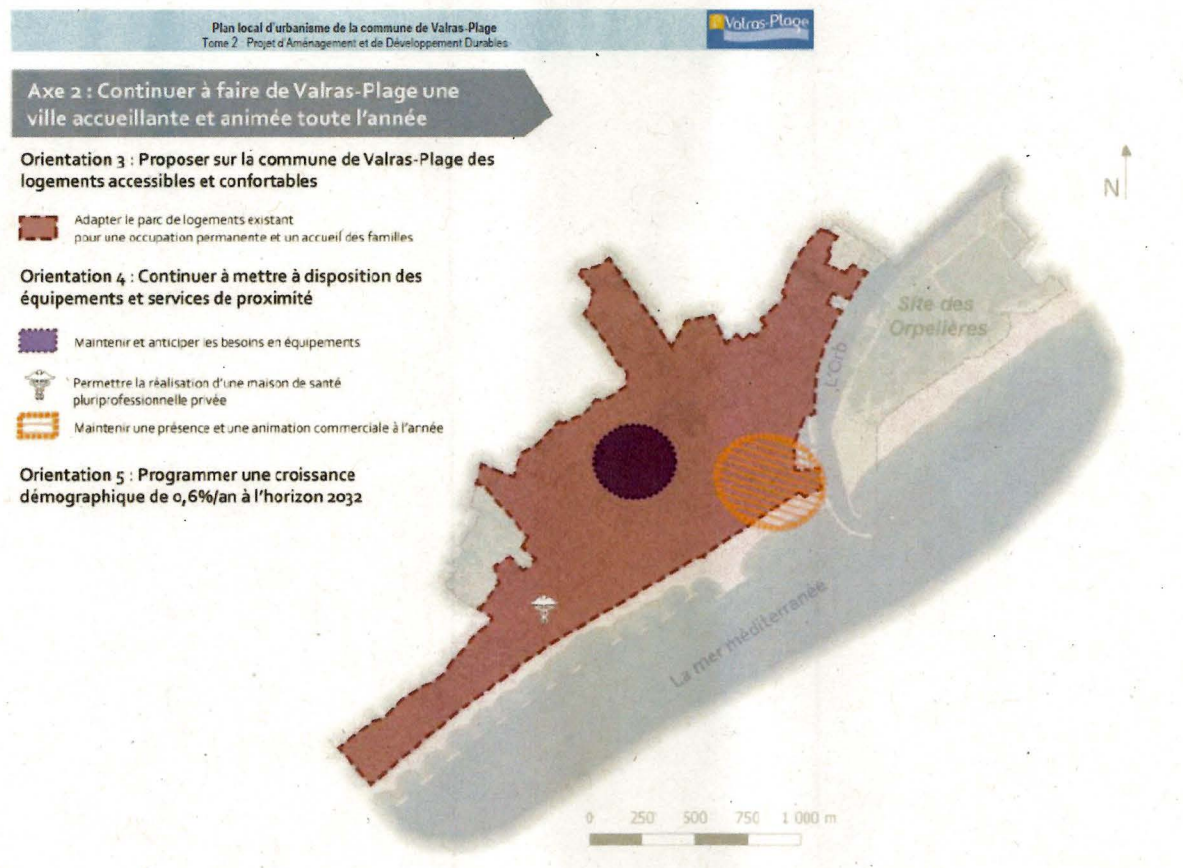 Plan local d'urbanisme de la commune de Valras-Plage
Tome 2 : Projet d'Aménagement et de Développement Durables
Valras-Plage
Axe 2 : Continuer à faire de Valras-Plage une
ville accueillante et animée toute l'année
Orientation 3 : Proposer sur la commune de Valras-Plage des
logements accessibles et confortables
Adapter le parc de logements existant
pour une occupation permanente et un accueil des familles
Orientation 4 : Continuer à mettre à disposition des
équipements et services de proximité
Maintenir et anticiper les besoins en équipements
Permettre la réalisation d'une maison de santé
pluriprofessionnelle privée
Maintenir une présence et une animation commerciale à l'année
Orientation 5 : Programmer une croissance
démographique de 0,6%/an à l'horizon 2032
N
Site des
Orpellières
L'Orb
La mer méditerranée
0 250 500 750 1 000 m